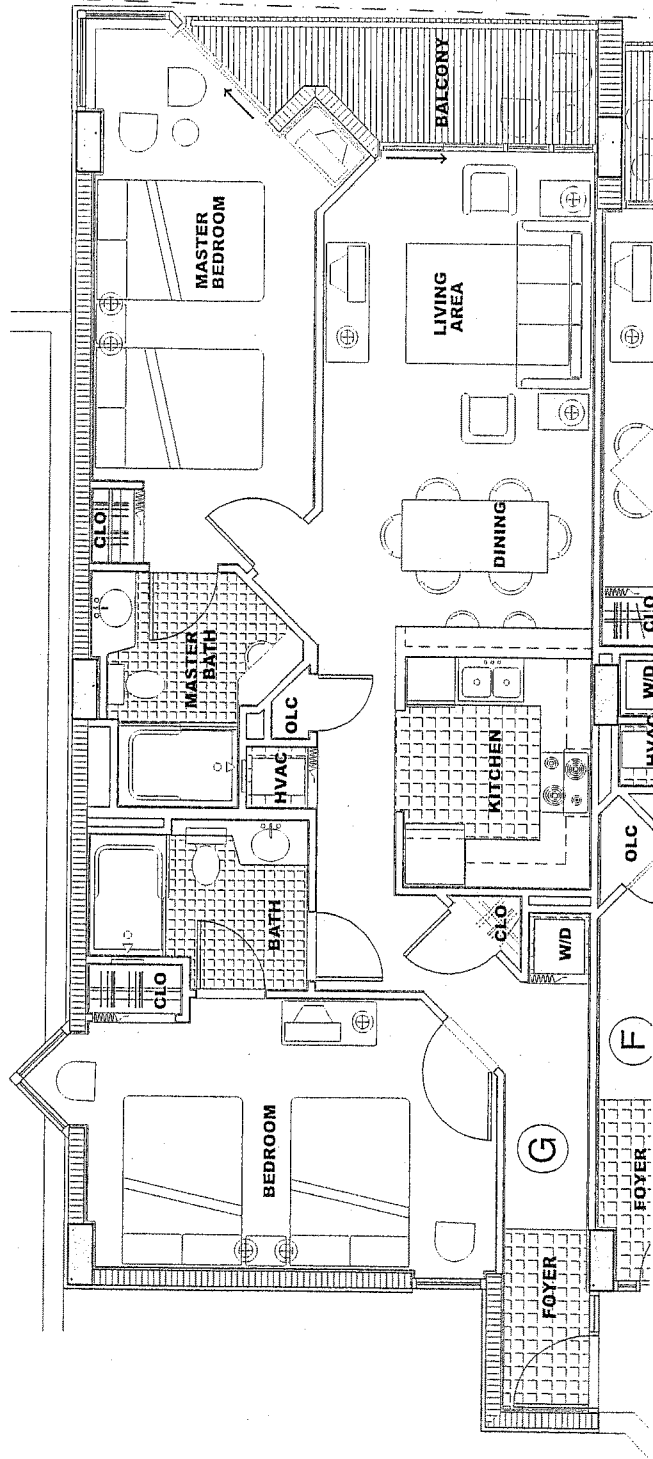 BALCONY
MASTER
BEDROOM
LIVING
AREA
CLO
DINING
MASTER
BATH
OLC
HVAC
KITCHEN
BATH
CLO
CLO
W/D
BEDROOM
G
FOYER
CLO
W/D
HVAC
OLC
F
FOYER